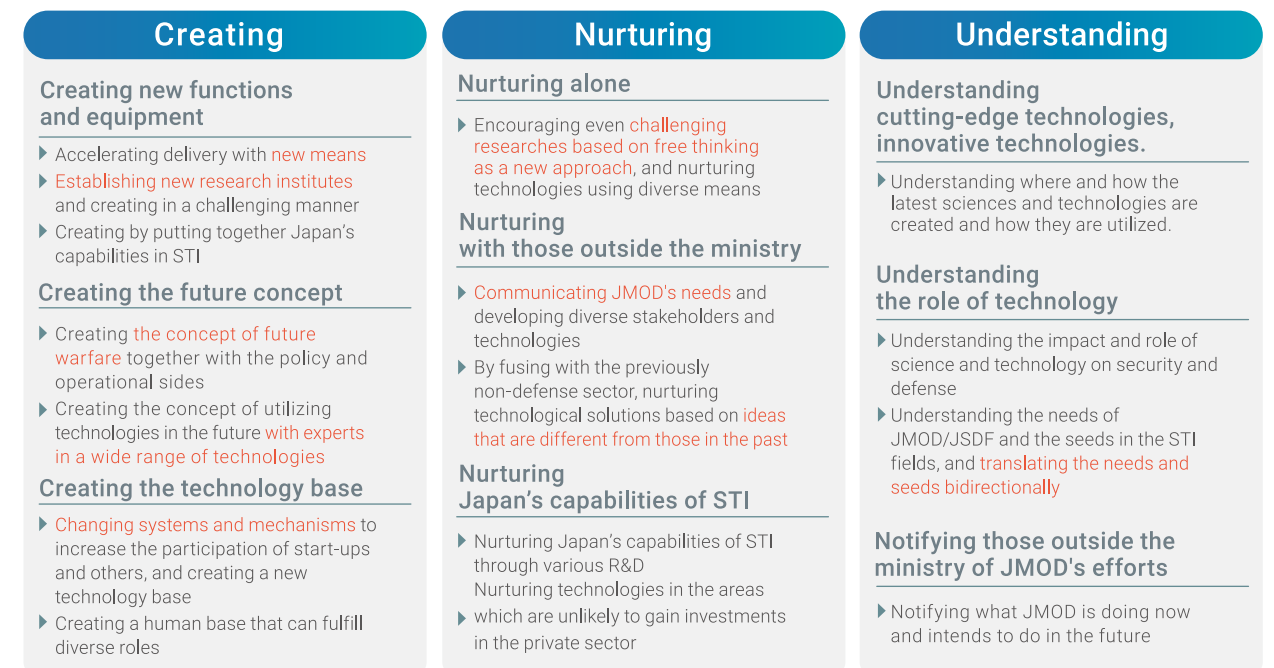 Creating
Creating new functions
and equipment
Accelerating delivery with new means
Establishing new research institutes
and creating in a challenging manner
Creating by putting together Japan's
capabilities in STI
Creating the future concept
Creating the concept of future
warfare together with the policy and
operational sides
Creating the concept of utilizing
technologies in the future with experts
in a wide range of technologies
Creating the technology base
Changing systems and mechanisms to
increase the participation of start-ups
and others, and creating a new
technology base
Creating a human base that can fulfill
diverse roles
Nurturing
Nurturing alone
Encouraging even challenging
researches based on free thinking
as a new approach, and nurturing
technologies using diverse means
Nurturing
with those outside the ministry
Communicating JMOD's needs and
developing diverse stakeholders and
technologies
By fusing with the previously
non-defense sector, nurturing
technological solutions based on ideas
that are different from those in the past
Nurturing
Japan's capabilities of STI
Nurturing Japan's capabilities of STI
through various R&D
Nurturing technologies in the areas
which are unlikely to gain investments
in the private sector
Understanding
Understanding
cutting-edge technologies,
innovative technologies.
Understanding where and how the
latest sciences and technologies are
created and how they are utilized.
Understanding
the role of technology
Understanding the impact and role of
science and technology on security and
defense
Understanding the needs of
JMOD/JSDF and the seeds in the STI
fields, and translating the needs and
seeds bidirectionally
Notifying those outside the
ministry of JMOD's efforts
Notifying what JMOD is doing now
and intends to do in the future